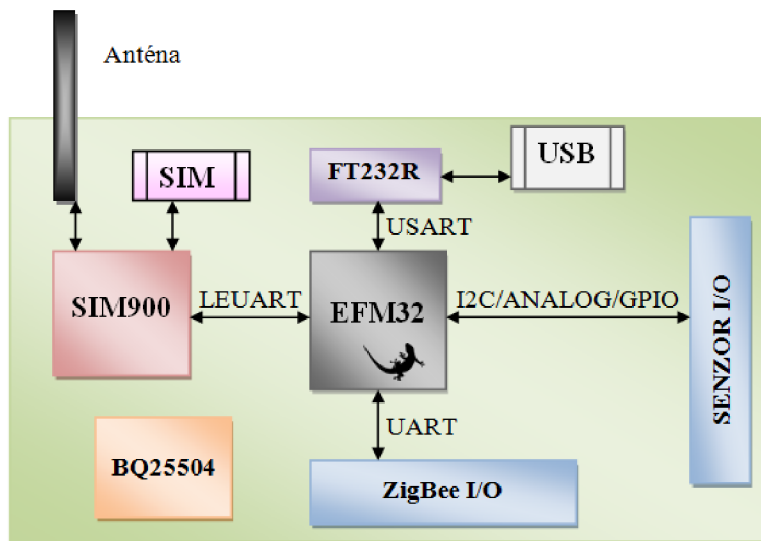 Anténa
SIM
FT232R
USB
USART
SIM900
LEUART
EFM32
I2C/ANALOG/GPIO
SENZOR I/O
UART
BQ25504
ZigBee I/O